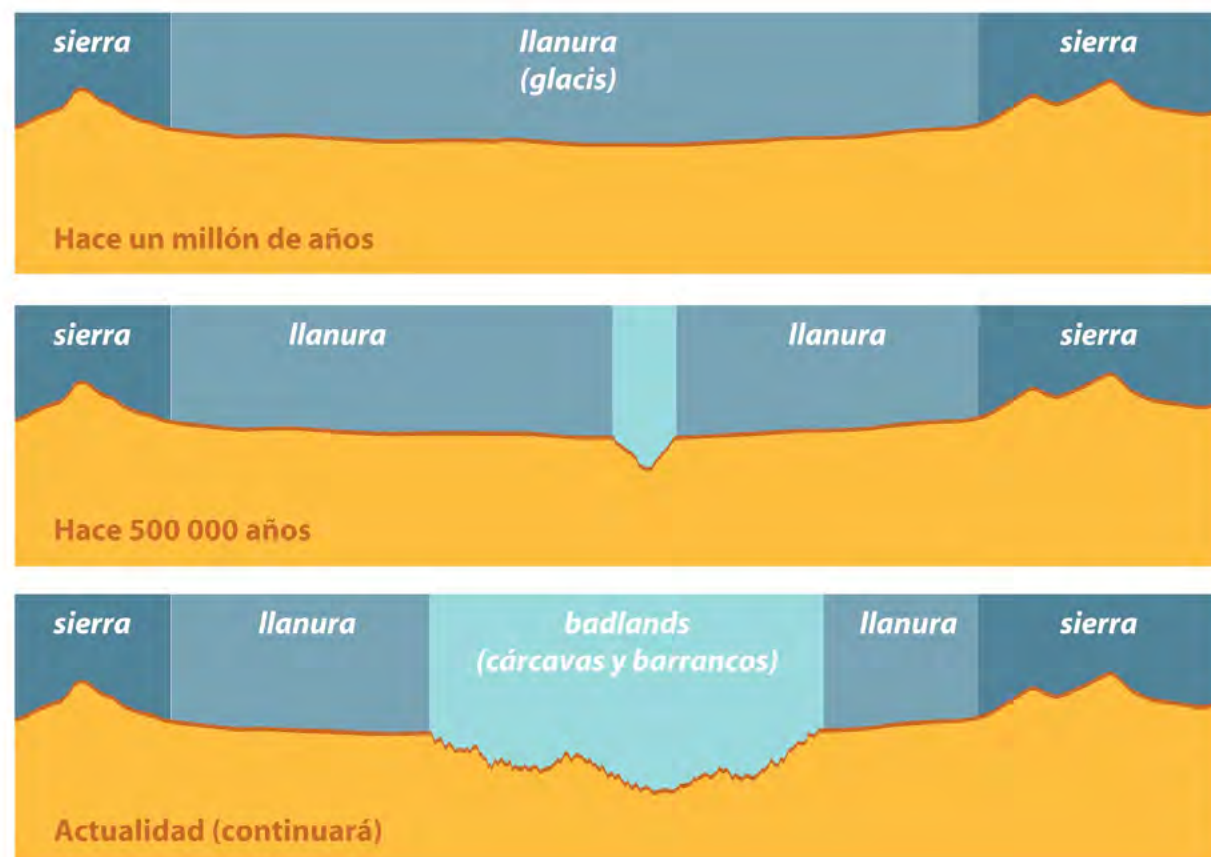 sierra
llanura
(glacis)
sierra
Hace un millón de años
sierra
llanura
llanura
sierra
Hace 500 000 años
sierra
llanura
badlands
(cárcavas y barrancos)
llanura
sierra
Actualidad (continuará)